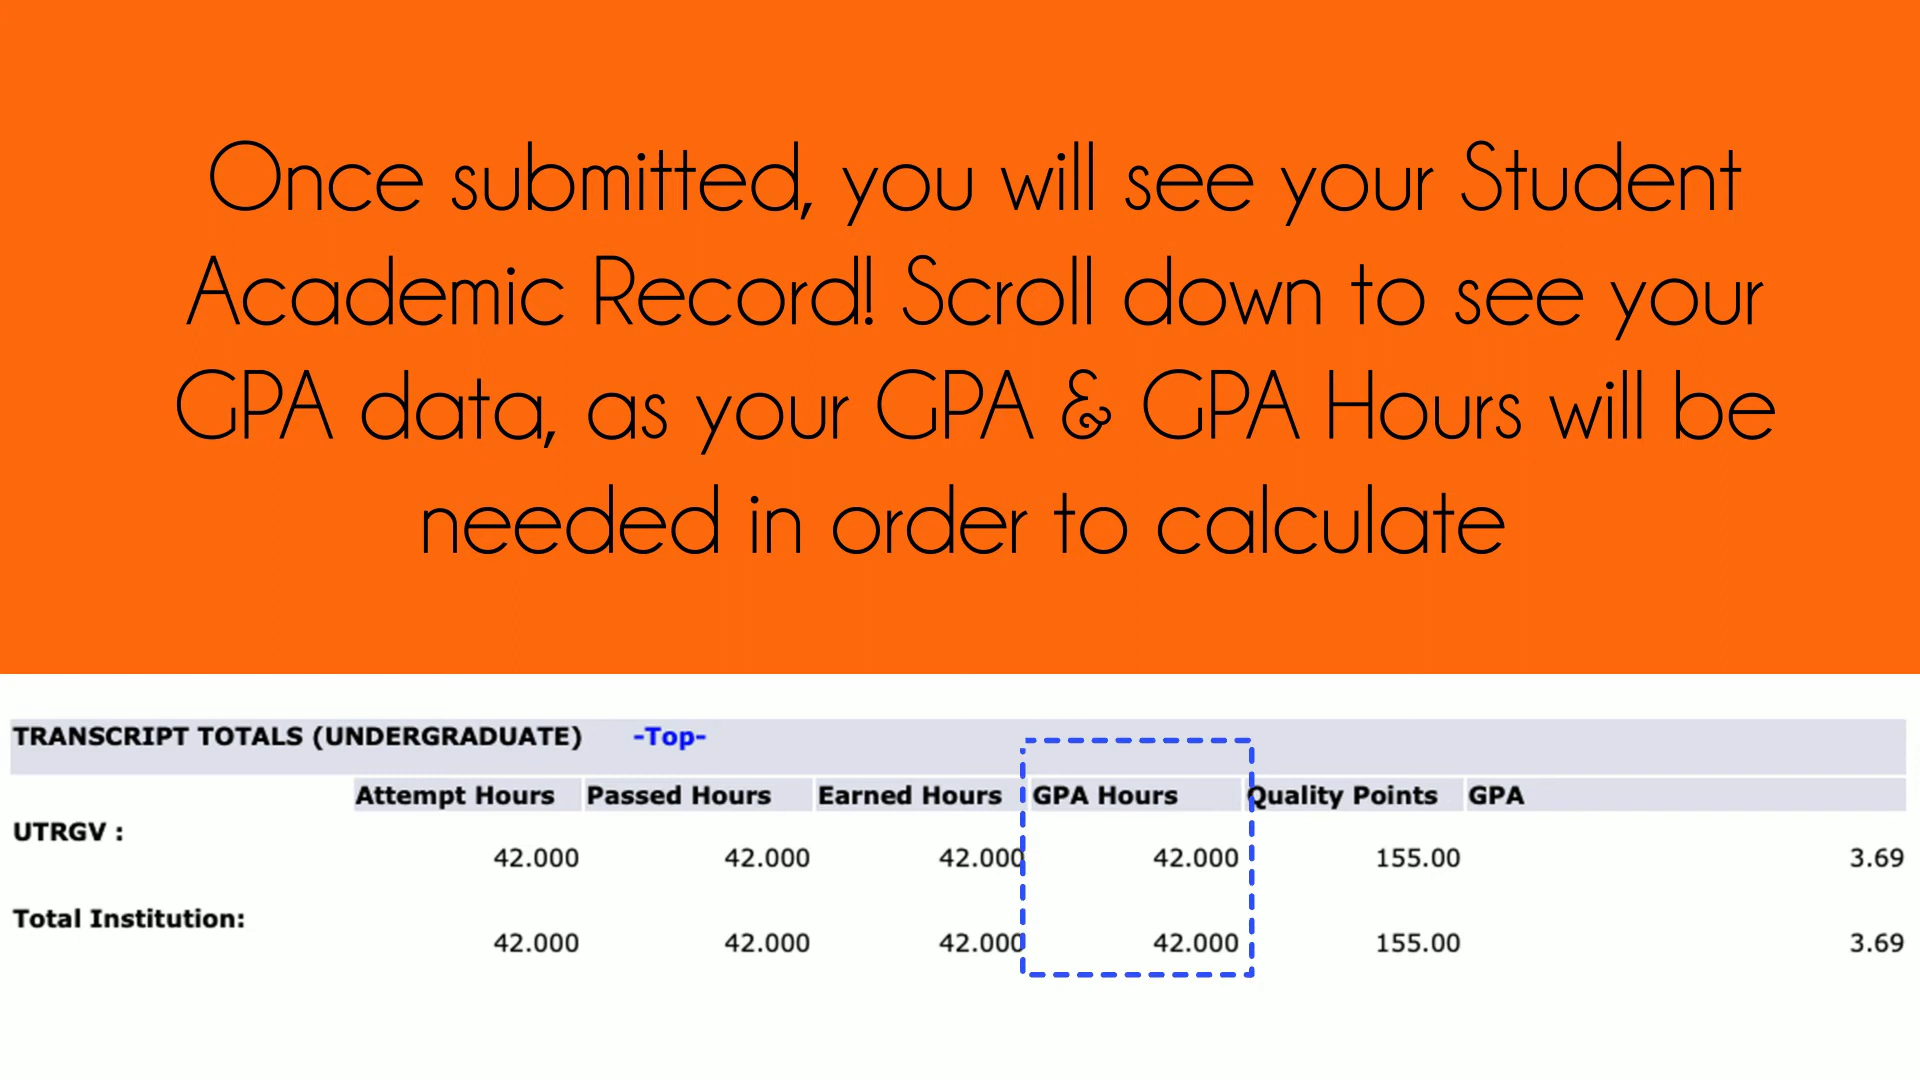 Once submitted, you will see your Student
Academic Record! Scroll down to see your
GPA data, as your GPA & GPA Hours will be
needed in order to calculate
TRANSCRIPT TOTALS (UNDERGRADUATE) -Top-
Attempt Hours Passed Hours Earned Hours GPA Hours Quality Points GPA
UTRGV :
42.000 42.000 42.000 42.000 155.00 3.69
Total Institution:
42.000 42.000 42.000 42.000 155.00 3.69